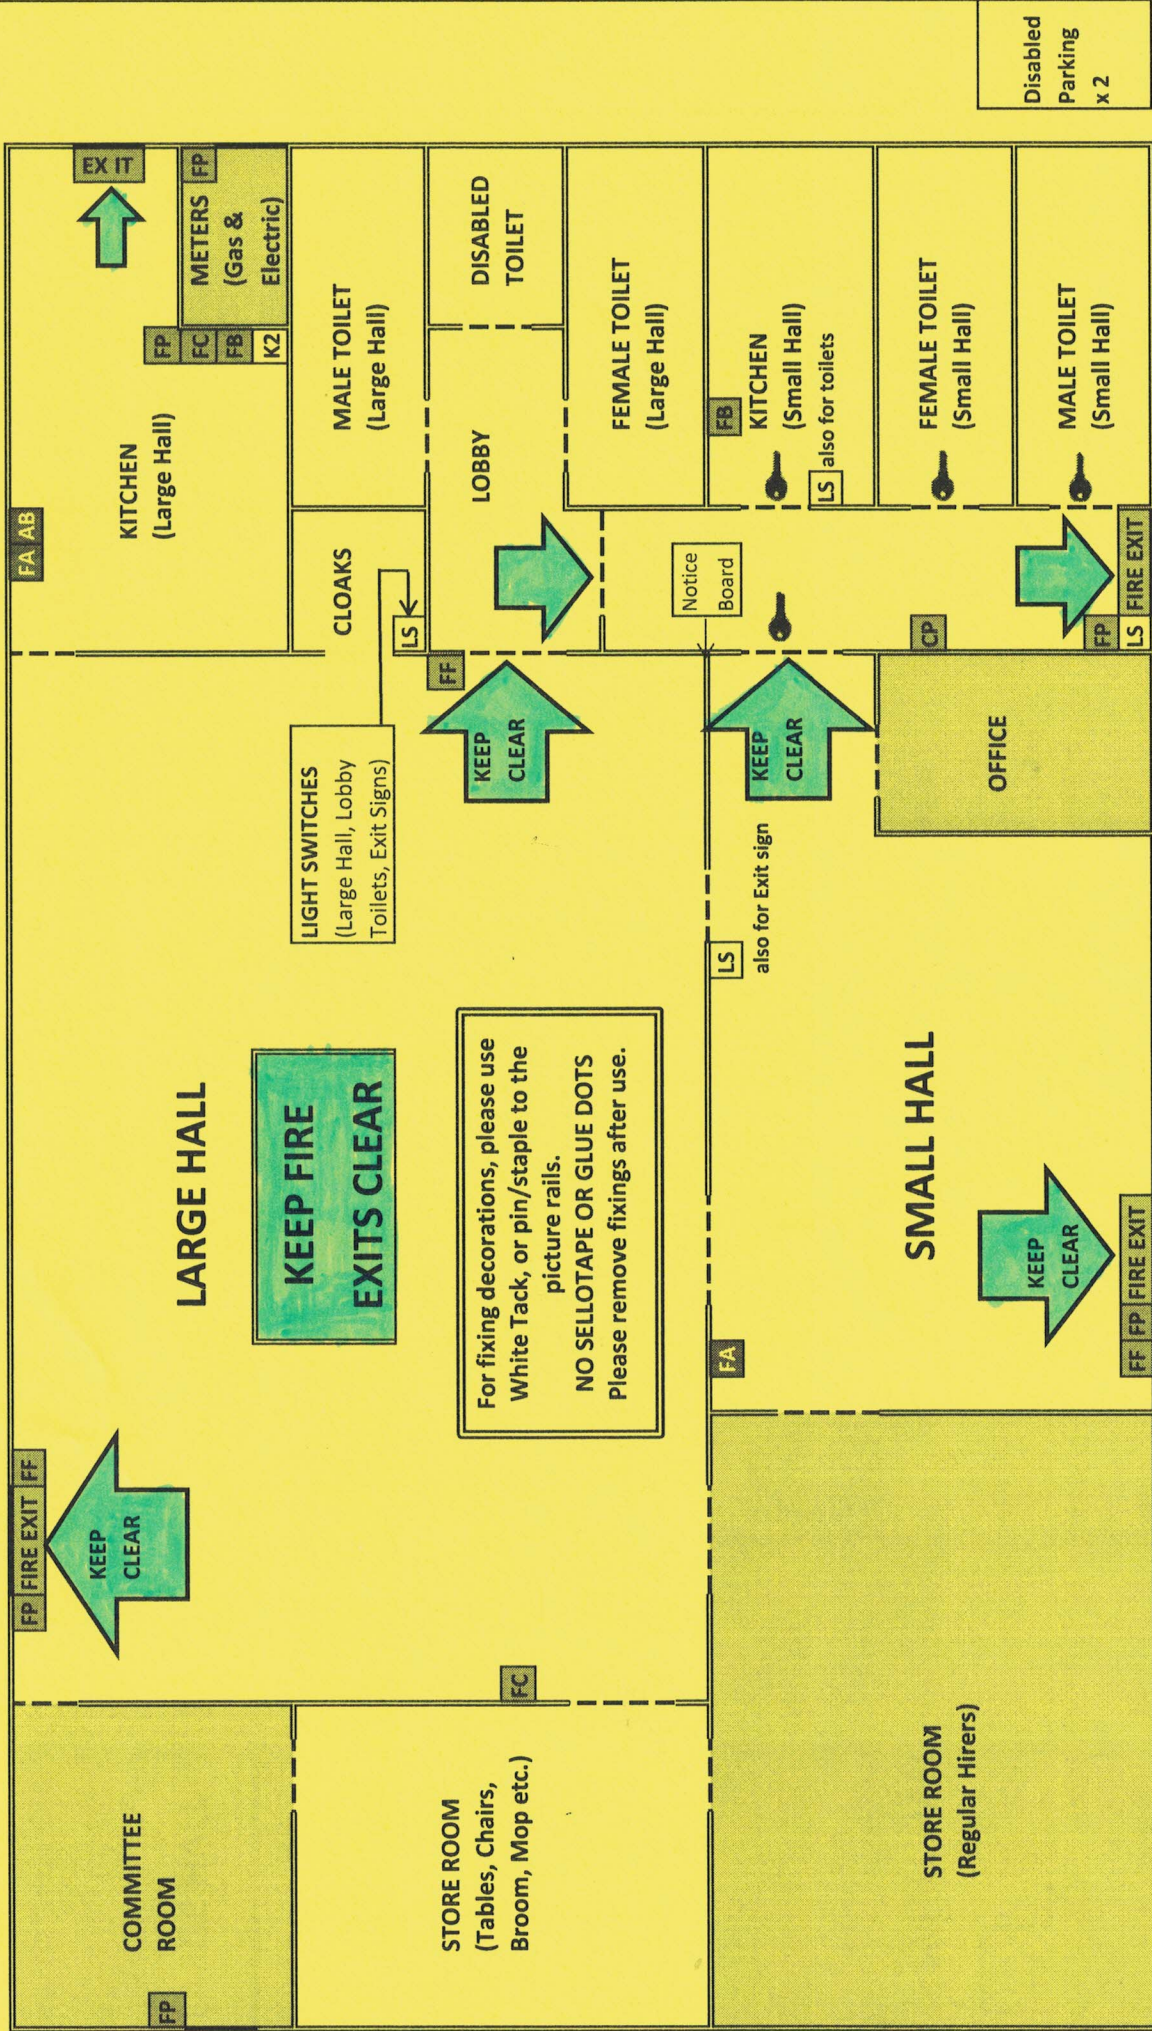 FP
COMMITTEE
ROOM
FP
FIRE EXIT
FF
KEEP
CLEAR
LARGE HALL
KEEP FIRE
EXITS CLEAR
For fixing decorations, please use
White Tack, or pin/staple to the
picture rails.
NO SELLOTAPE OR GLUE DOTS
Please remove fixings after use.
STORE ROOM
(Tables, Chairs,
Broom, Mop etc.)
FC
FA
AB
KITCHEN
(Large Hall)
EX IT
FP
FC
FB
K2
METERS
(Gas &
Electric)
FP
LIGHT SWITCHES
(Large Hall, Lobby
Toilets, Exit Signs)
CLOAKS
LS
MALE TOILET
(Large Hall)
FF
KEEP
CLEAR
LOBBY
DISABLED
TOILET
FEMALE TOILET
(Large Hall)
STORE ROOM
(Regular Hirers)
FA
SMALL HALL
LS
also for Exit sign
KEEP
CLEAR
Notice
Board
FB
KITCHEN
(Small Hall)
LS also for toilets
OFFICE
CP
FEMALE TOILET
(Small Hall)
KEEP
CLEAR
FF
FP
FIRE EXIT
FP
LS
FIRE EXIT
MALE TOILET
(Small Hall)
Disabled
Parking
x 2